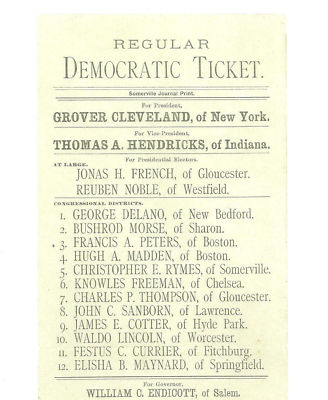 REGULAR
DEMOCRATIC TICKET.
Somerville Journal Print.
For President,
GROVER CLEVELAND, of New York.
For Vice-President,
THOMAS A. HENDRICKS, of Indiana.
For Presidential Electors.
AT LARGE.
JONAS H. FRENCH, of Gloucester.
REUBEN NOBLE, of Westfield.
CONGRESSIONAL DISTRICTS.
1. GEORGE DELANO, of New Bedford.
2. BUSHROD MORSE, of Sharon.
3. FRANCIS A. PETERS, of Boston.
4. HUGH A. MADDEN, of Boston.
5. CHRISTOPHER E. RYMES, of Somerville.
6. KNOWLES FREEMAN, of Chelsea.
7. CHARLES P. THOMPSON, of Gloucester.
8. JOHN C. SANBORN, of Lawrence.
9. JAMES E. COTTER, of Hyde Park.
10. WALDO LINCOLN, of Worcester.
11. FESTUS C. CURRIER, of Fitchburg.
12. ELISHA B. MAYNARD, of Springfield.
For Governor,
WILLIAM C. ENDICOTT, of Salem.